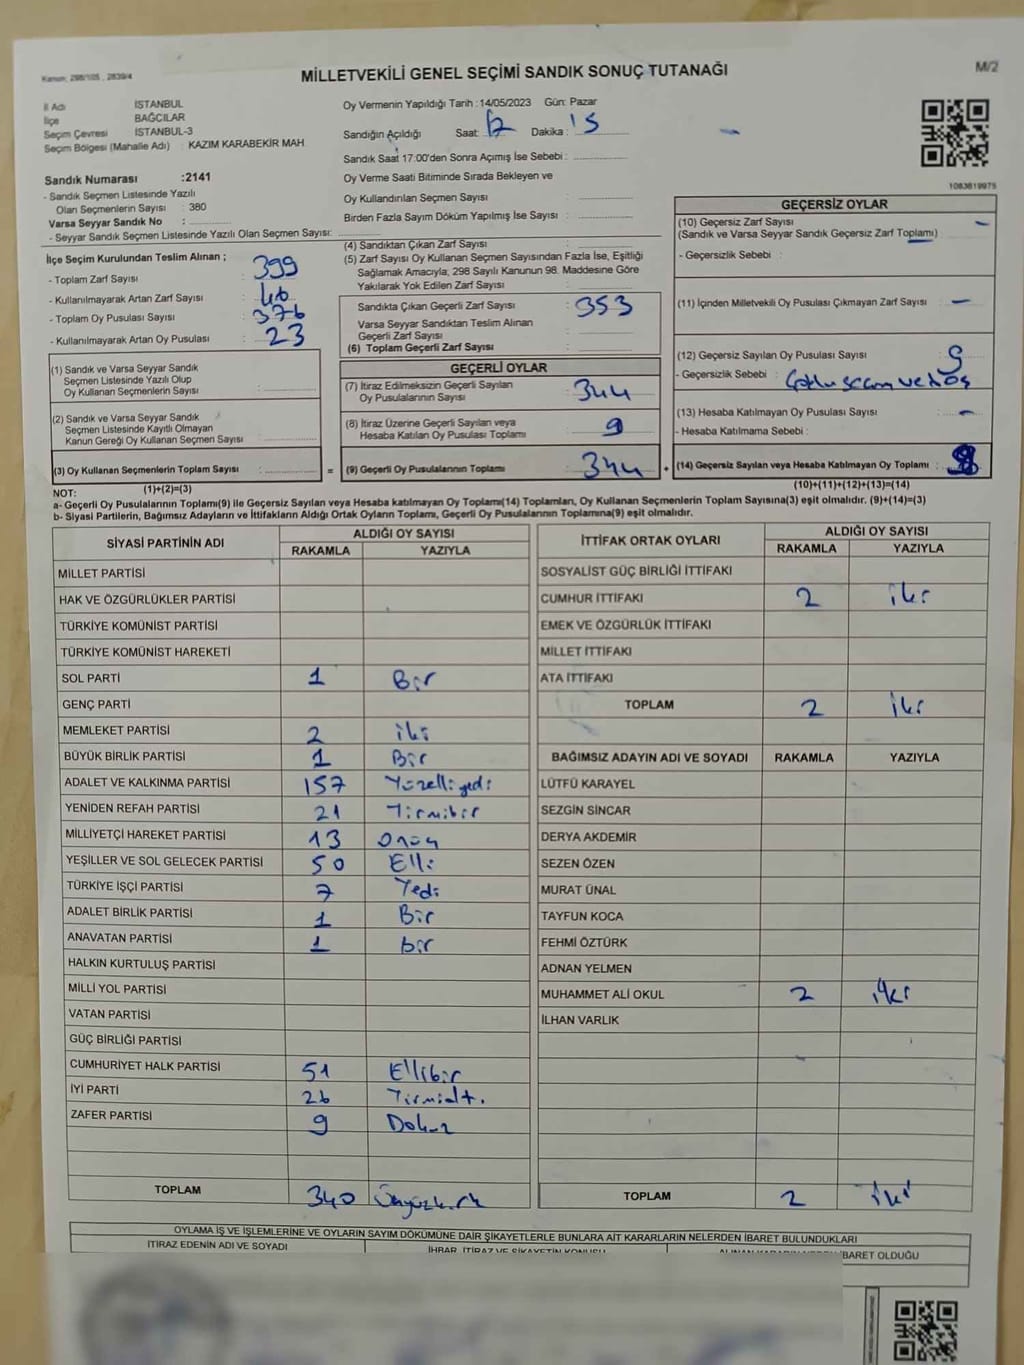 Kanun: 298/105 , 2839/4
MİLLETVEKİLİ GENEL SEÇİMİ SANDIK SONUÇ TUTANAĞI
M/2
İl Adı İSTANBUL
İlçe BAĞCILAR
Seçim Çevresi İSTANBUL-3
Seçim Bölgesi (Mahalle Adı) : KAZIM KARABEKİR MAH.
Oy Vermenin Yapıldığı Tarih :14/05/2023 Gün: Pazar
Sandığın Açıldığı Saat: 17 Dakika : 15
Sandık Saat 17:00'den Sonra Açımış İse Sebebi :
Sandık Numarası :2141
- Sandık Seçmen Listesinde Yazılı
Olan Seçmenlerin Sayısı : 380
Varsa Seyyar Sandık No :
- Seyyar Sandık Seçmen Listesinde Yazılı Olan Seçmen Sayısı:
Oy Verme Saati Bitiminde Sırada Bekleyen ve
Oy Kullandırılan Seçmen Sayısı :
Birden Fazla Sayım Döküm Yapılmış İse Sayısı :
1083619975
İlçe Seçim Kurulundan Teslim Alınan ;
- Toplam Zarf Sayısı : 399
- Kullanılmayarak Artan Zarf Sayısı : 46
- Toplam Oy Pusulası Sayısı : 376
- Kullanılmayarak Artan Oy Pusulası : 23
(4) Sandıktan Çıkan Zarf Sayısı :
(5) Zarf Sayısı Oy Kullanan Seçmen Sayısından Fazla İse, Eşitliği
Sağlamak Amacıyla, 298 Sayılı Kanunun 98. Maddesine Göre
Yakılarak Yok Edilen Zarf Sayısı :
Sandıkta Çıkan Geçerli Zarf Sayısı : 353
Varsa Seyyar Sandıktan Teslim Alınan
Geçerli Zarf Sayısı :
(6) Toplam Geçerli Zarf Sayısı :
GEÇERSİZ OYLAR
(10) Geçersiz Zarf Sayısı -
(Sandık ve Varsa Seyyar Sandık Geçersiz Zarf Toplamı)
- Geçersizlik Sebebi :
(11) İçinden Milletvekili Oy Pusulası Çıkmayan Zarf Sayısı : -
(12) Geçersiz Sayılan Oy Pusulası Sayısı : 9
- Geçersizlik Sebebi :
(13) Hesaba Katılmayan Oy Pusulası Sayısı : -
- Hesaba Katılmama Sebebi :
(14) Geçersiz Sayılan veya Hesaba Katılmayan Oy Toplamı : 9
(10)+(11)+(12)+(13)=(14)
(1) Sandık ve Varsa Seyyar Sandık
Seçmen Listesinde Yazılı Olup
Oy Kullanan Seçmenlerin Sayısı :
(2) Sandık ve Varsa Seyyar Sandık
Seçmen Listesinde Kayıtlı Olmayan
Kanun Gereği Oy Kullanan Seçmen Sayısı :
(3) Oy Kullanan Seçmenlerin Toplam Sayısı : =
(1)+(2)=(3)
GEÇERLİ OYLAR
(7) İtiraz Edilmeksizin Geçerli Sayılan
Oy Pusulalarının Sayısı : 344
(8) İtiraz Üzerine Geçerli Sayılan veya
Hesaba Katılan Oy Pusulası Toplamı : 9
(9) Geçerli Oy Pusulalarının Toplamı : 344 +
NOT:
a- Geçerli Oy Pusulalarının Toplamı(9) ile Geçersiz Sayılan veya Hesaba katılmayan Oy Toplamı(14) Toplamları, Oy Kullanan Seçmenlerin Toplam Sayısına(3) eşit olmalıdır. (9)+(14)=(3)
b- Siyasi Partilerin, Bağımsız Adayların ve İttifakların Aldığı Ortak Oyların Toplamı, Geçerli Oy Pusulalarının Toplamına(9) eşit olmalıdır.
SİYASİ PARTİNİN ADI ALDIĞI OY SAYISI
RAKAMLA YAZIYLA
MİLLET PARTİSİ
HAK VE ÖZGÜRLÜKLER PARTİSİ
TÜRKİYE KOMÜNİST PARTİSİ
TÜRKİYE KOMÜNİST HAREKETİ
SOL PARTİ 1 Bir
GENÇ PARTİ
MEMLEKET PARTİSİ 2 iki
BÜYÜK BİRLİK PARTİSİ 1 Bir
ADALET VE KALKINMA PARTİSİ 157 Yüzelliyedi
YENİDEN REFAH PARTİSİ 21 Yirmibir
MİLLİYETÇİ HAREKET PARTİSİ 13 Onüç
YEŞİLLER VE SOL GELECEK PARTİSİ 50 Elli
TÜRKİYE İŞÇİ PARTİSİ 7 Yedi
ADALET BİRLİK PARTİSİ 1 Bir
ANAVATAN PARTİSİ 1 bir
HALKIN KURTULUŞ PARTİSİ
MİLLİ YOL PARTİSİ
VATAN PARTİSİ
GÜÇ BİRLİĞİ PARTİSİ
CUMHURİYET HALK PARTİSİ 51 Ellibir
İYİ PARTİ 26 Yirmialtı
ZAFER PARTİSİ 9 Dokuz
TOPLAM 340 Üçyüzkırk
İTTİFAK ORTAK OYLARI ALDIĞI OY SAYISI
RAKAMLA YAZIYLA
SOSYALİST GÜÇ BİRLİĞİ İTTİFAKI
CUMHUR İTTİFAKI 2 iki
EMEK VE ÖZGÜRLÜK İTTİFAKI
MİLLET İTTİFAKI
ATA İTTİFAKI
TOPLAM 2 iki
BAĞIMSIZ ADAYIN ADI VE SOYADI RAKAMLA YAZIYLA
LÜTFÜ KARAYEL
SEZGİN SİNCAR
DERYA AKDEMİR
SEZEN ÖZEN
MURAT ÜNAL
TAYFUN KOCA
FEHMİ ÖZTÜRK
ADNAN YELMEN
MUHAMMET ALİ OKUL 2 iki
İLHAN VARLIK
TOPLAM 2 iki
OYLAMA İŞ VE İŞLEMLERİNE VE OYLARIN SAYIM DÖKÜMÜNE DAİR ŞİKAYETLERLE BUNLARA AİT KARARLARIN NELERDEN İBARET BULUNDUKLARI
İTİRAZ EDENİN ADI VE SOYADI İHBAR, İTİRAZ VE ŞİKAYETİN KONUSU İBARET OLDUĞU